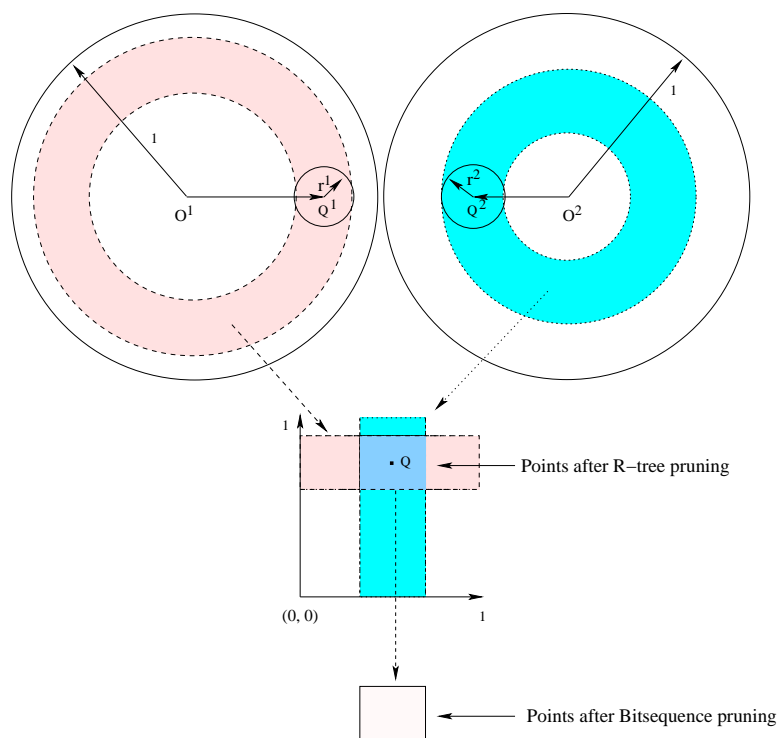 1
r¹
Q¹
O¹
1
r²
Q²
O²
1
Q
Points after R-tree pruning
(0, 0)
1
Points after Bitsequence pruning